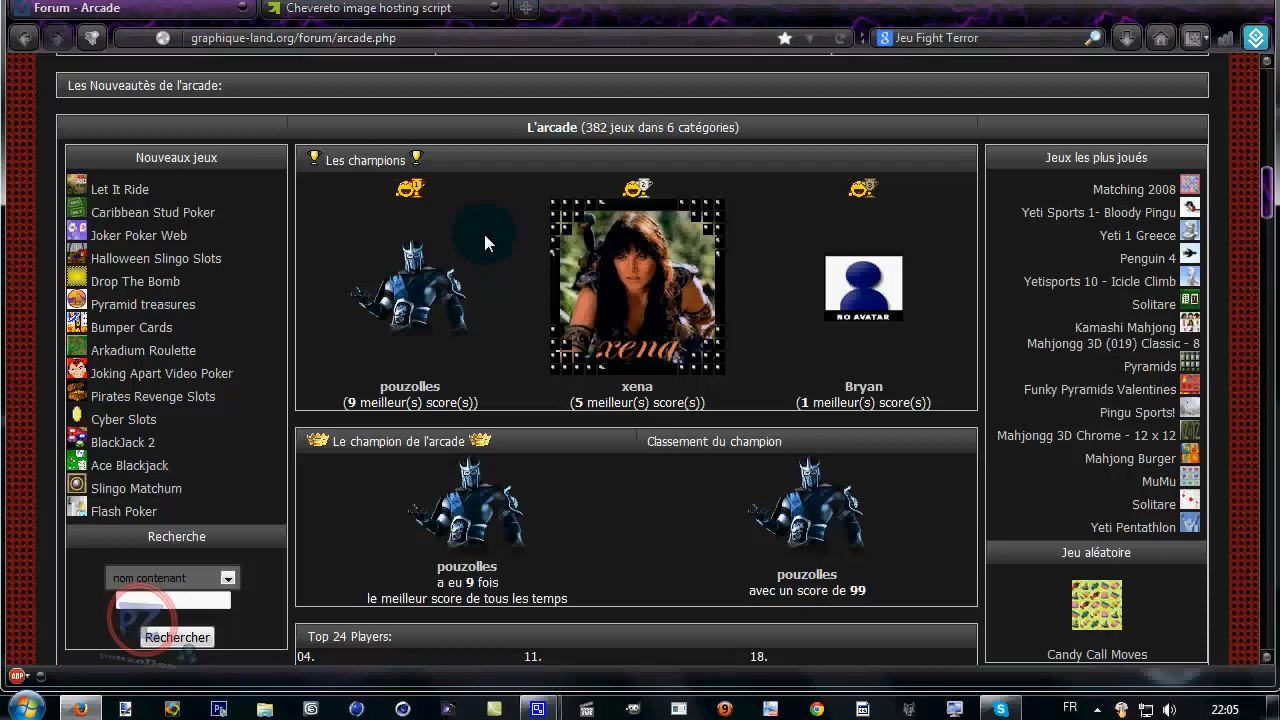 Forum - Arcade
Chevereto image hosting script
graphique-land.org/forum/arcade.php
Jeu Fight Terror
Les Nouveautès de l'arcade:
L'arcade (382 jeux dans 6 catégories)
Nouveaux jeux
Let It Ride
Caribbean Stud Poker
Joker Poker Web
Halloween Slingo Slots
Drop The Bomb
Pyramid treasures
Bumper Cards
Arkadium Roulette
Joking Apart Video Poker
Pirates Revenge Slots
Cyber Slots
BlackJack 2
Ace Blackjack
Slingo Matchum
Flash Poker
Recherche
nom contenant
Rechercher
PZ
pouzolles
Les champions
1
2
3
xena
NO AVATAR
pouzolles
(9 meilleur(s) score(s))
xena
(5 meilleur(s) score(s))
Bryan
(1 meilleur(s) score(s))
Le champion de l'arcade
Classement du champion
pouzolles
a eu 9 fois
le meilleur score de tous les temps
pouzolles
avec un score de 99
Top 24 Players:
04.
11.
18.
Jeux les plus joués
Matching 2008
Yeti Sports 1- Bloody Pingu
Yeti 1 Greece
Penguin 4
Yetisports 10 - Icicle Climb
Solitaire
Kamashi Mahjong
Mahjongg 3D (019) Classic - 8
Pyramids
Funky Pyramids Valentines
Pingu Sports!
Mahjongg 3D Chrome - 12 x 12
Mahjong Burger
MuMu
Solitaire
Yeti Pentathlon
Jeu aléatoire
Candy Call Moves
ABP
FR
22:05